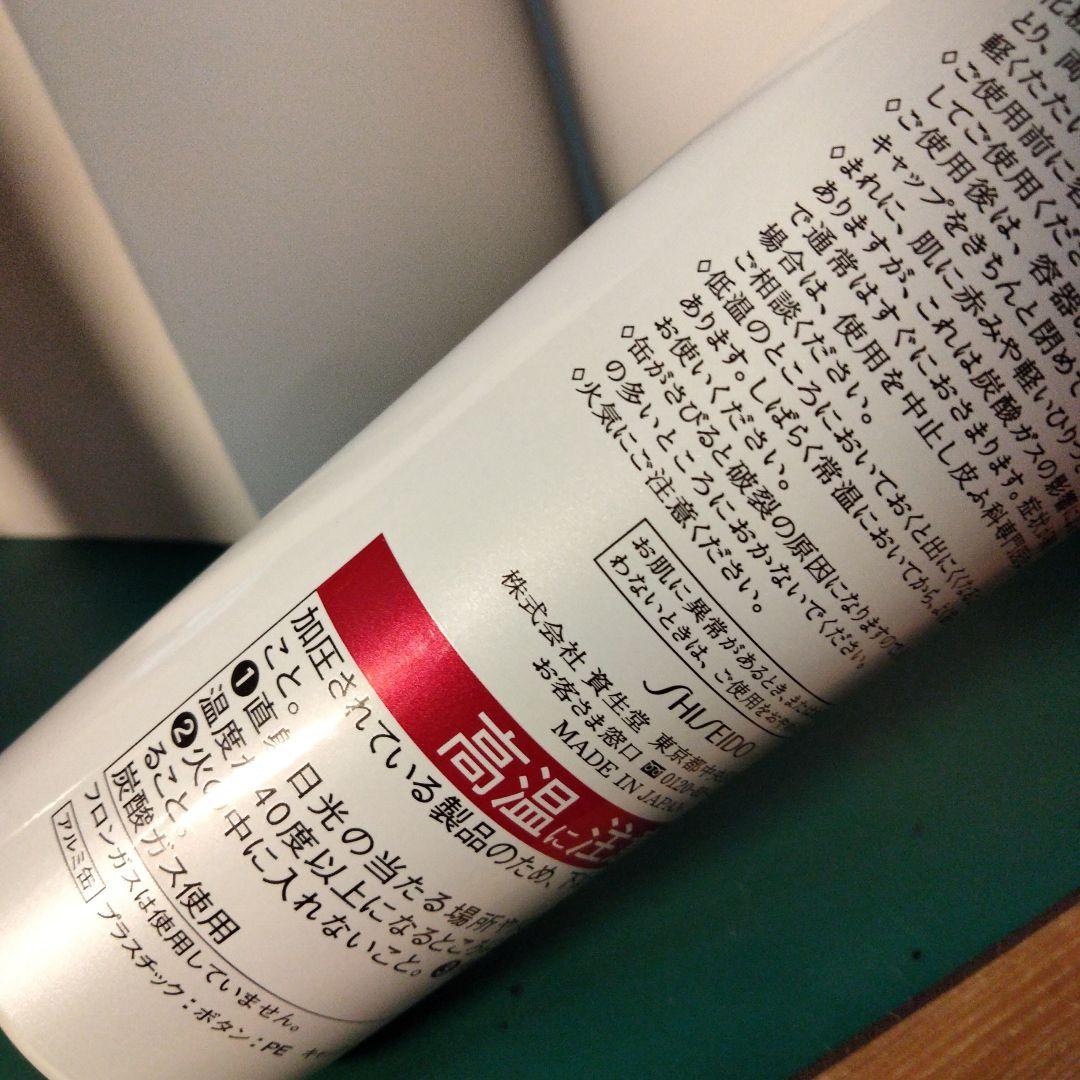 とり、両
軽くたたい
◇ご使用前に
してご使用くださ
◇ご使用後は、容器
キャップをきちんと閉めて
◇まれに、肌に赤みや軽いひりつ
ありますが、これは炭酸ガスの影響
で通常はすぐにおさまります。症状
場合は、使用を中止し皮ふ科専門
ご相談ください。
◇低温のところにおいておくと出にくくな
あります。しばらく常温においてから、
お使いください。
◇缶がさびると破裂の原因になりますので
の多いところにおかないでください。
◇火気にご注意ください。
お肌に異常があるとき、また
わないときは、ご使用をお
SHISEIDO
株式会社 資生堂 東京都中
お客さま窓口 0120-
MADE IN JAPAN
高温に注
加圧されている製品のため、
こと。
❶直 日光の当たる場所や
温度 40度以上になるところ
❷火の中に入れないこと。
ること。
炭酸ガス使用
フロンガスは使用していません。
アルミ缶 プラスチック:ボタン:PE